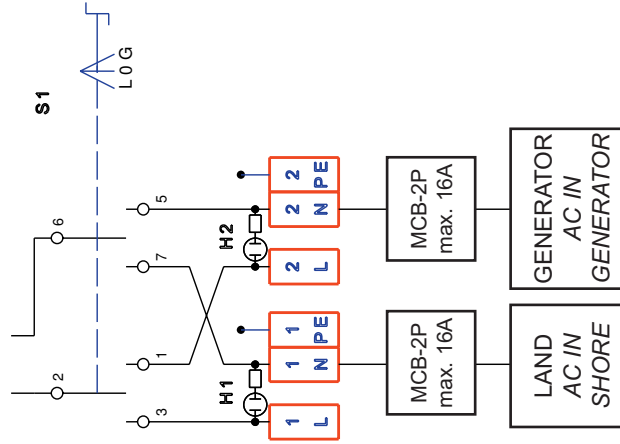 S1
L 0 G
2
6
3
1
7
5
H1
H2
1 L
1 N
1 PE
2 L
2 N
2 PE
MCB-2P
max. 16A
MCB-2P
max. 16A
LAND
AC IN
SHORE
GENERATOR
AC IN
GENERATOR